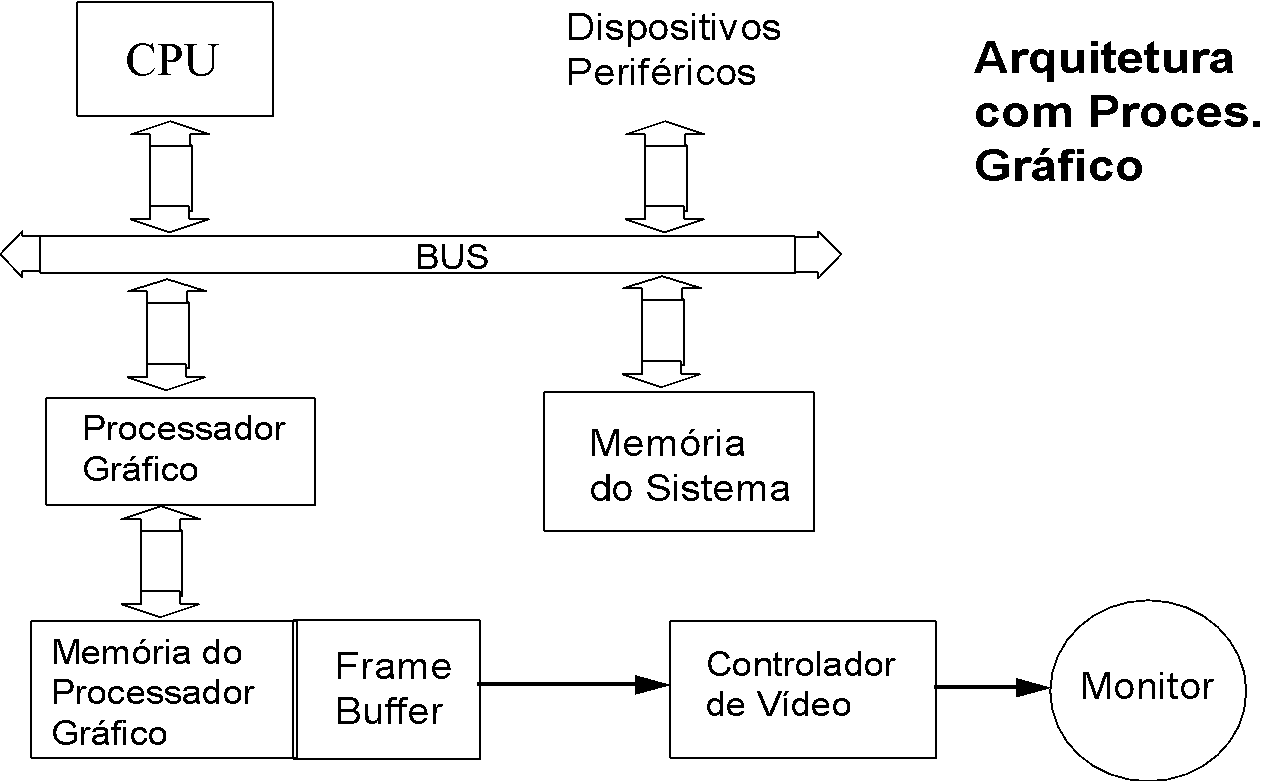 CPU
Dispositivos
Periféricos
Arquitetura
com Proces.
Gráfico
BUS
Processador
Gráfico
Memória
do Sistema
Memória do
Processador
Gráfico
Frame
Buffer
Controlador
de Vídeo
Monitor